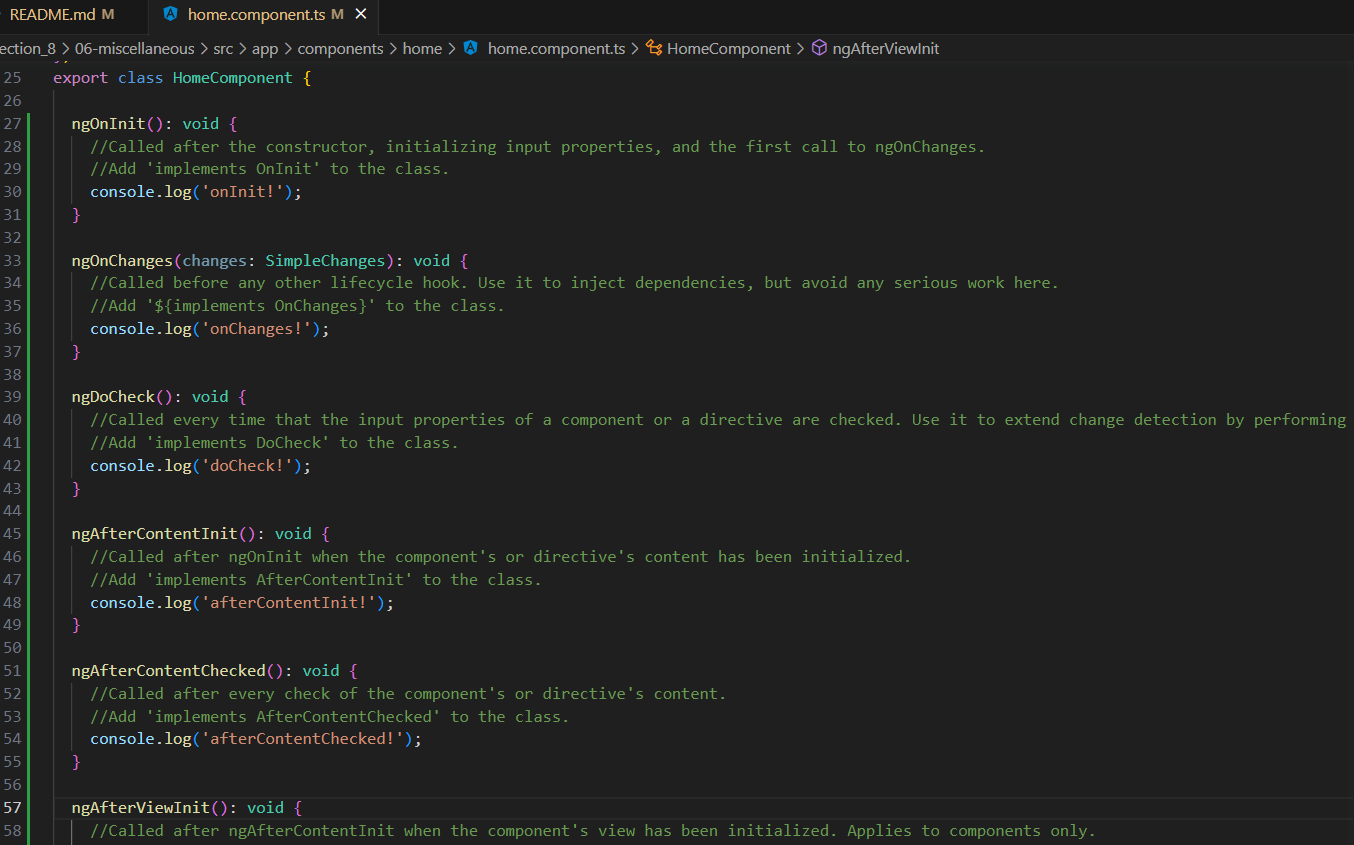 README.md M home.component.ts M ✕
ection_8 > 06-miscellaneous > src > app > components > home > home.component.ts > HomeComponent > ngAfterViewInit
25 export class HomeComponent {
26
27 ngOnInit(): void {
28 //Called after the constructor, initializing input properties, and the first call to ngOnChanges.
29 //Add 'implements OnInit' to the class.
30 console.log('onInit!');
31 }
32
33 ngOnChanges(changes: SimpleChanges): void {
34 //Called before any other lifecycle hook. Use it to inject dependencies, but avoid any serious work here.
35 //Add '${implements OnChanges}' to the class.
36 console.log('onChanges!');
37 }
38
39 ngDoCheck(): void {
40 //Called every time that the input properties of a component or a directive are checked. Use it to extend change detection by performing
41 //Add 'implements DoCheck' to the class.
42 console.log('doCheck!');
43 }
44
45 ngAfterContentInit(): void {
46 //Called after ngOnInit when the component's or directive's content has been initialized.
47 //Add 'implements AfterContentInit' to the class.
48 console.log('afterContentInit!');
49 }
50
51 ngAfterContentChecked(): void {
52 //Called after every check of the component's or directive's content.
53 //Add 'implements AfterContentChecked' to the class.
54 console.log('afterContentChecked!');
55 }
56
57 ngAfterViewInit(): void {
58 //Called after ngAfterContentInit when the component's view has been initialized. Applies to components only.